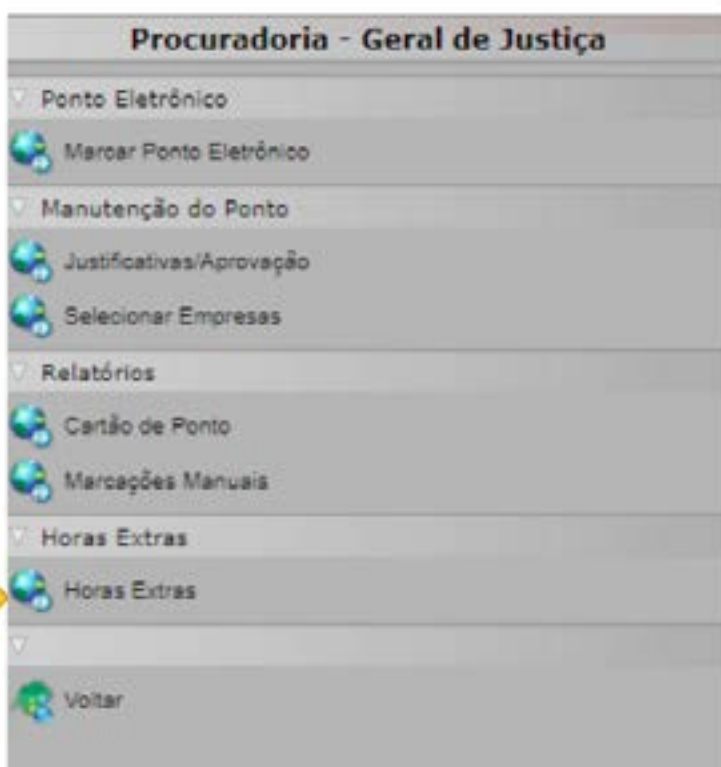 Procuradoria - Geral de Justiça
Ponto Eletrônico
Marcar Ponto Eletrônico
Manutenção do Ponto
Justificativas/Aprovação
Selecionar Empresas
Relatórios
Cartão de Ponto
Marcações Manuais
Horas Extras
Horas Extras
Voltar